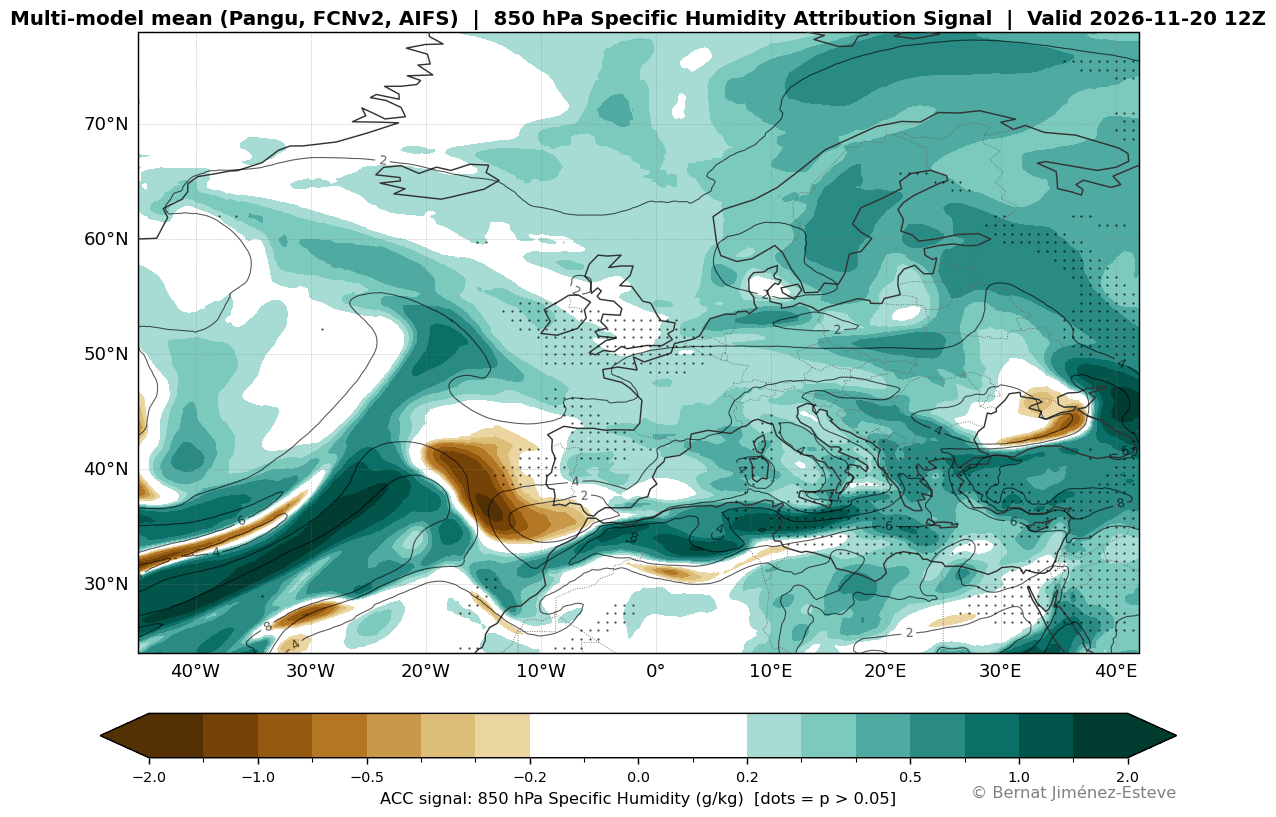 Multi-model mean (Pangu, FCNv2, AIFS)  |  850 hPa Specific Humidity Attribution Signal  |  Valid 2026-11-20 12Z
70°N
60°N
50°N
40°N
30°N
40°W 30°W 20°W 10°W 0° 10°E 20°E 30°E 40°E
−2.0 −1.0 −0.5 −0.2 0.0 0.2 0.5 1.0 2.0
ACC signal: 850 hPa Specific Humidity (g/kg)  [dots = p > 0.05]
© Bernat Jiménez-Esteve